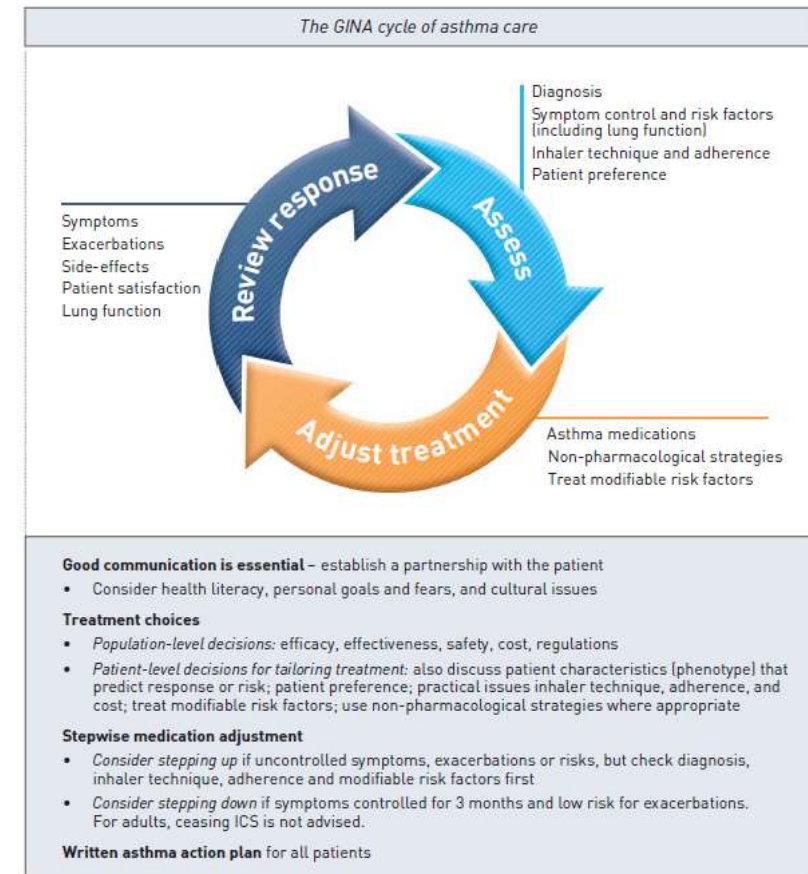 The GINA cycle of asthma care
Diagnosis
Symptom control and risk factors
(including lung function)
Inhaler technique and adherence
Patient preference
Review response
Assess
Symptoms
Exacerbations
Side-effects
Patient satisfaction
Lung function
Adjust treatment
Asthma medications
Non-pharmacological strategies
Treat modifiable risk factors
Good communication is essential – establish a partnership with the patient
• Consider health literacy, personal goals and fears, and cultural issues
Treatment choices
• Population-level decisions: efficacy, effectiveness, safety, cost, regulations
• Patient-level decisions for tailoring treatment: also discuss patient characteristics (phenotype) that
predict response or risk; patient preference; practical issues inhaler technique, adherence, and
cost; treat modifiable risk factors; use non-pharmacological strategies where appropriate
Stepwise medication adjustment
• Consider stepping up if uncontrolled symptoms, exacerbations or risks, but check diagnosis,
inhaler technique, adherence and modifiable risk factors first
• Consider stepping down if symptoms controlled for 3 months and low risk for exacerbations.
For adults, ceasing ICS is not advised.
Written asthma action plan for all patients